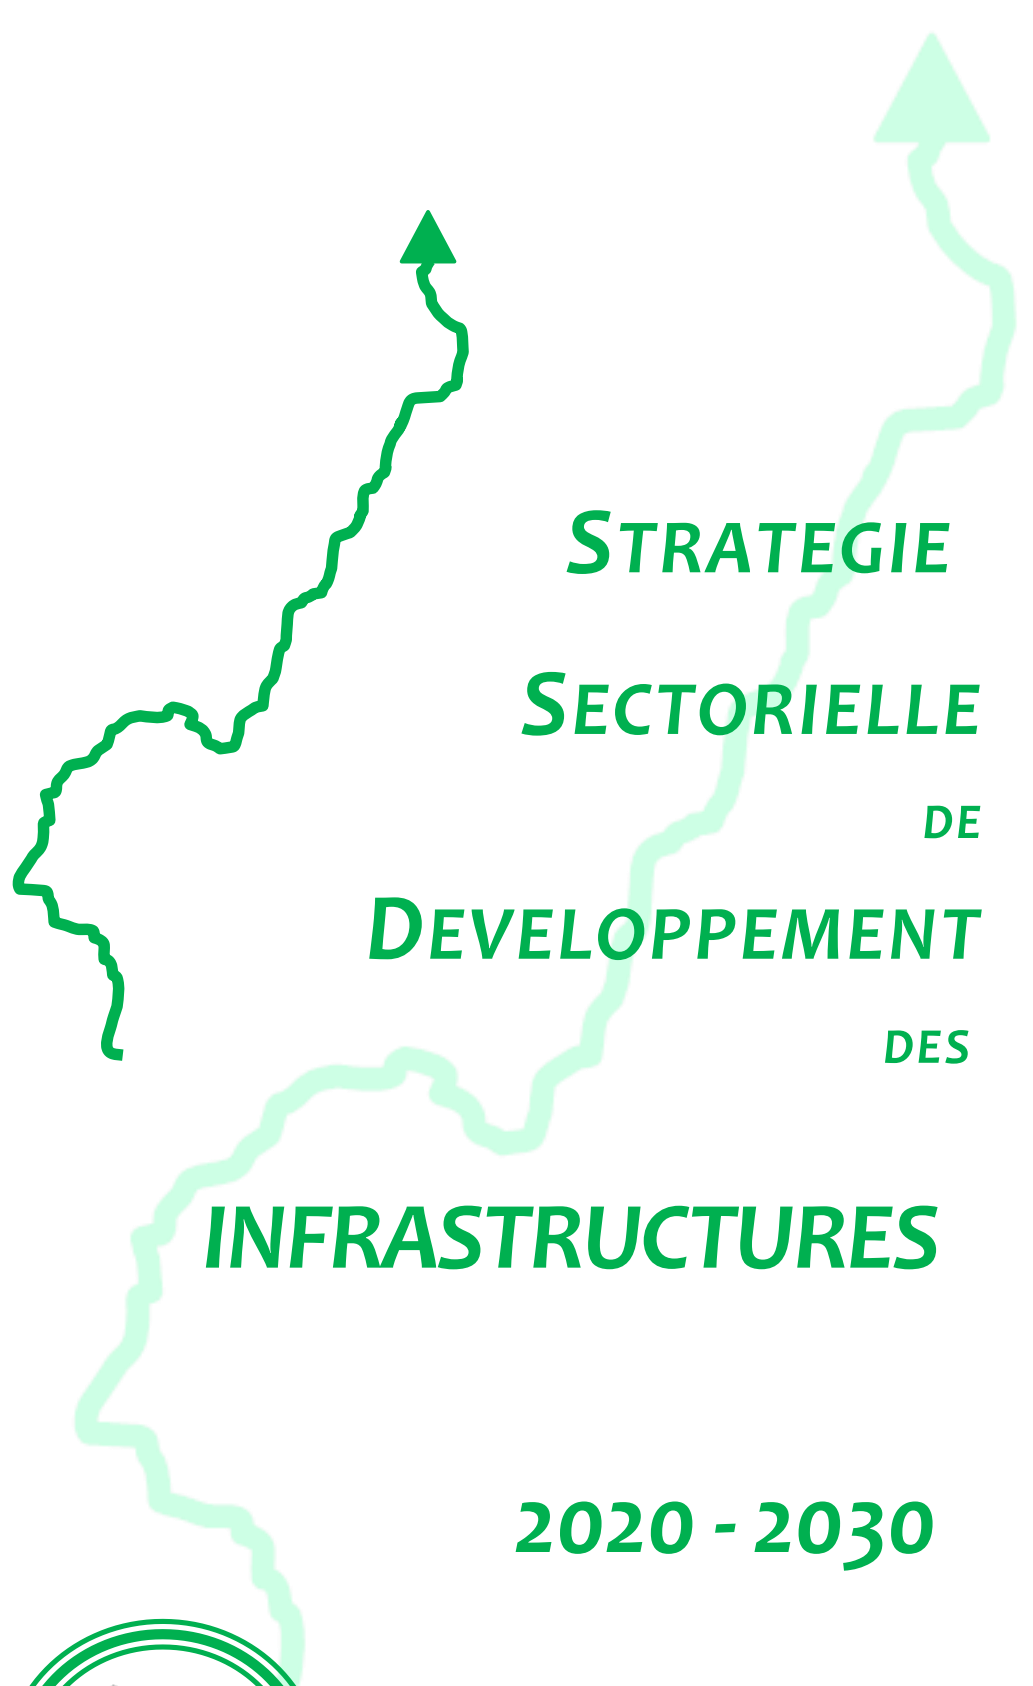 STRATEGIE
SECTORIELLE
DE
DEVELOPPEMENT
DES
INFRASTRUCTURES
2020 - 2030